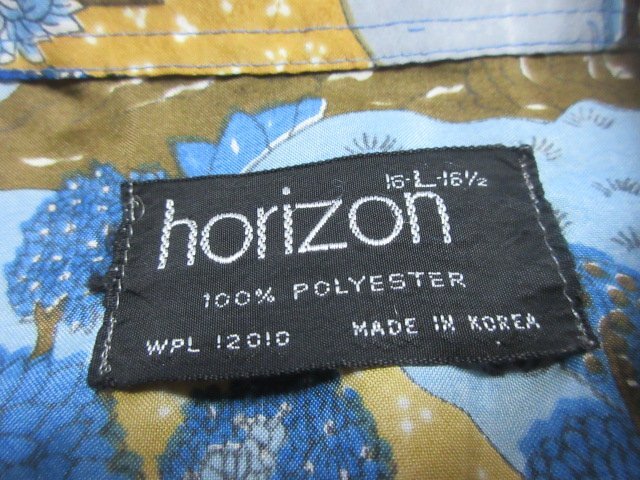 16-L-16½
horizon
100% POLYESTER
WPL 12010 MADE IN KOREA